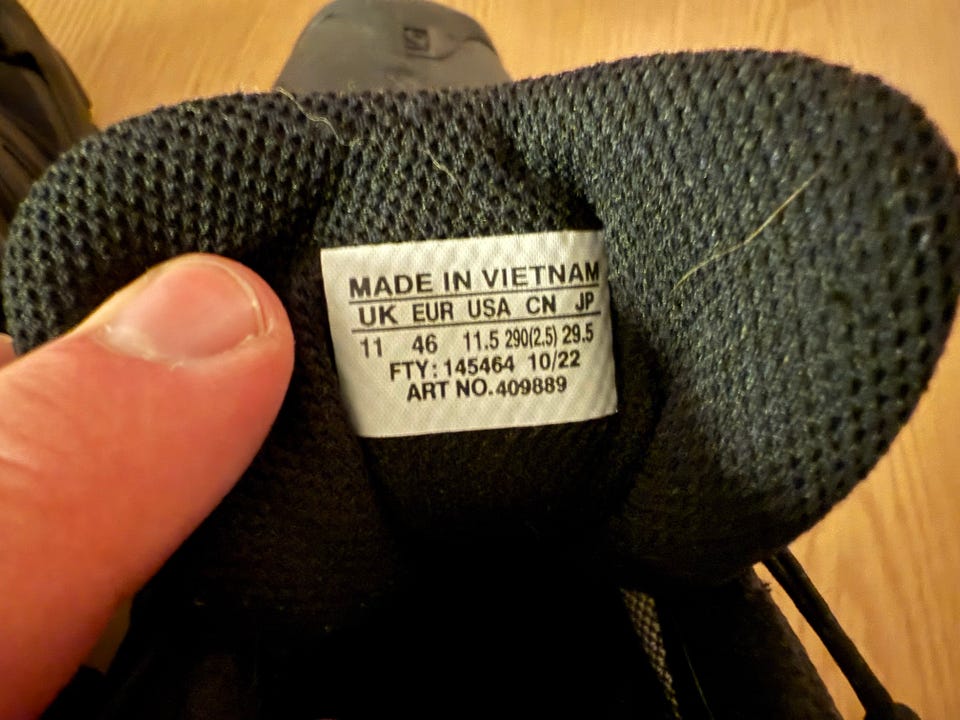 MADE IN VIETNAM
UK EUR USA CN JP
11 46 11.5 290(2.5) 29.5
FTY: 145464 10/22
ART NO. 409889